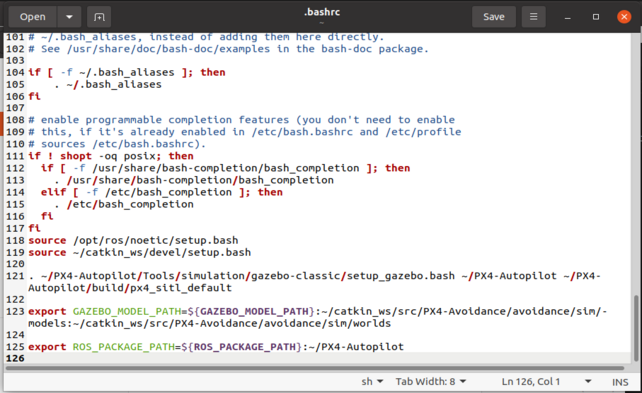 Open
.bashrc
~
Save
101 # ~/.bash_aliases, instead of adding them here directly.
102 # See /usr/share/doc/bash-doc/examples in the bash-doc package.
103
104 if [ -f ~/.bash_aliases ]; then
105     . ~/.bash_aliases
106 fi
107
108 # enable programmable completion features (you don't need to enable
109 # this, if it's already enabled in /etc/bash.bashrc and /etc/profile
110 # sources /etc/bash.bashrc).
111 if ! shopt -oq posix; then
112   if [ -f /usr/share/bash-completion/bash_completion ]; then
113     . /usr/share/bash-completion/bash_completion
114   elif [ -f /etc/bash_completion ]; then
115     . /etc/bash_completion
116   fi
117 fi
118 source /opt/ros/noetic/setup.bash
119 source ~/catkin_ws/devel/setup.bash
120
121 . ~/PX4-Autopilot/Tools/simulation/gazebo-classic/setup_gazebo.bash ~/PX4-Autopilot ~/PX4-
Autopilot/build/px4_sitl_default
122
123 export GAZEBO_MODEL_PATH=${GAZEBO_MODEL_PATH}:~/catkin_ws/src/PX4-Avoidance/avoidance/sim/-
models:~/catkin_ws/src/PX4-Avoidance/avoidance/sim/worlds
124
125 export ROS_PACKAGE_PATH=${ROS_PACKAGE_PATH}:~/PX4-Autopilot
126
sh Tab Width: 8 Ln 126, Col 1 INS